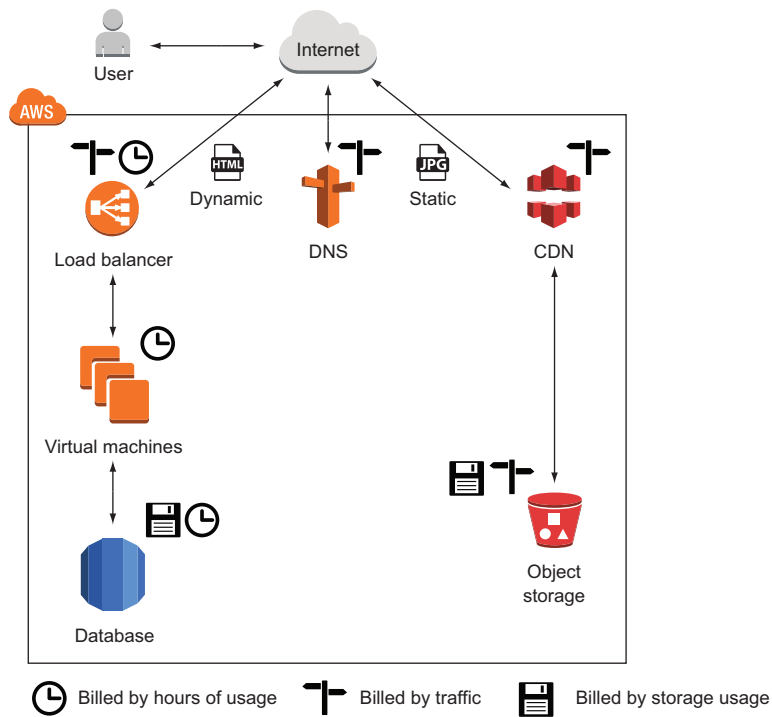 Internet
User
AWS
HTML
JPG
Dynamic
Static
Load balancer
DNS
CDN
Virtual machines
Object
storage
Database
Billed by hours of usage
Billed by traffic
Billed by storage usage